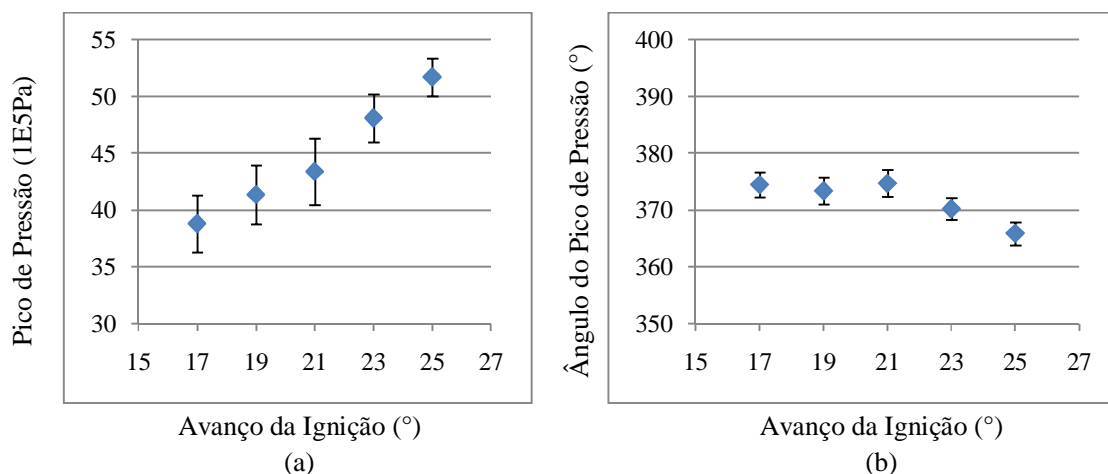 Pico de Pressão (1E5Pa)
55
50
45
40
35
30
15 17 19 21 23 25 27
Avanço da Ignição (°)
(a)
Ângulo do Pico de Pressão (°)
400
390
380
370
360
350
15 17 19 21 23 25 27
Avanço da Ignição (°)
(b)